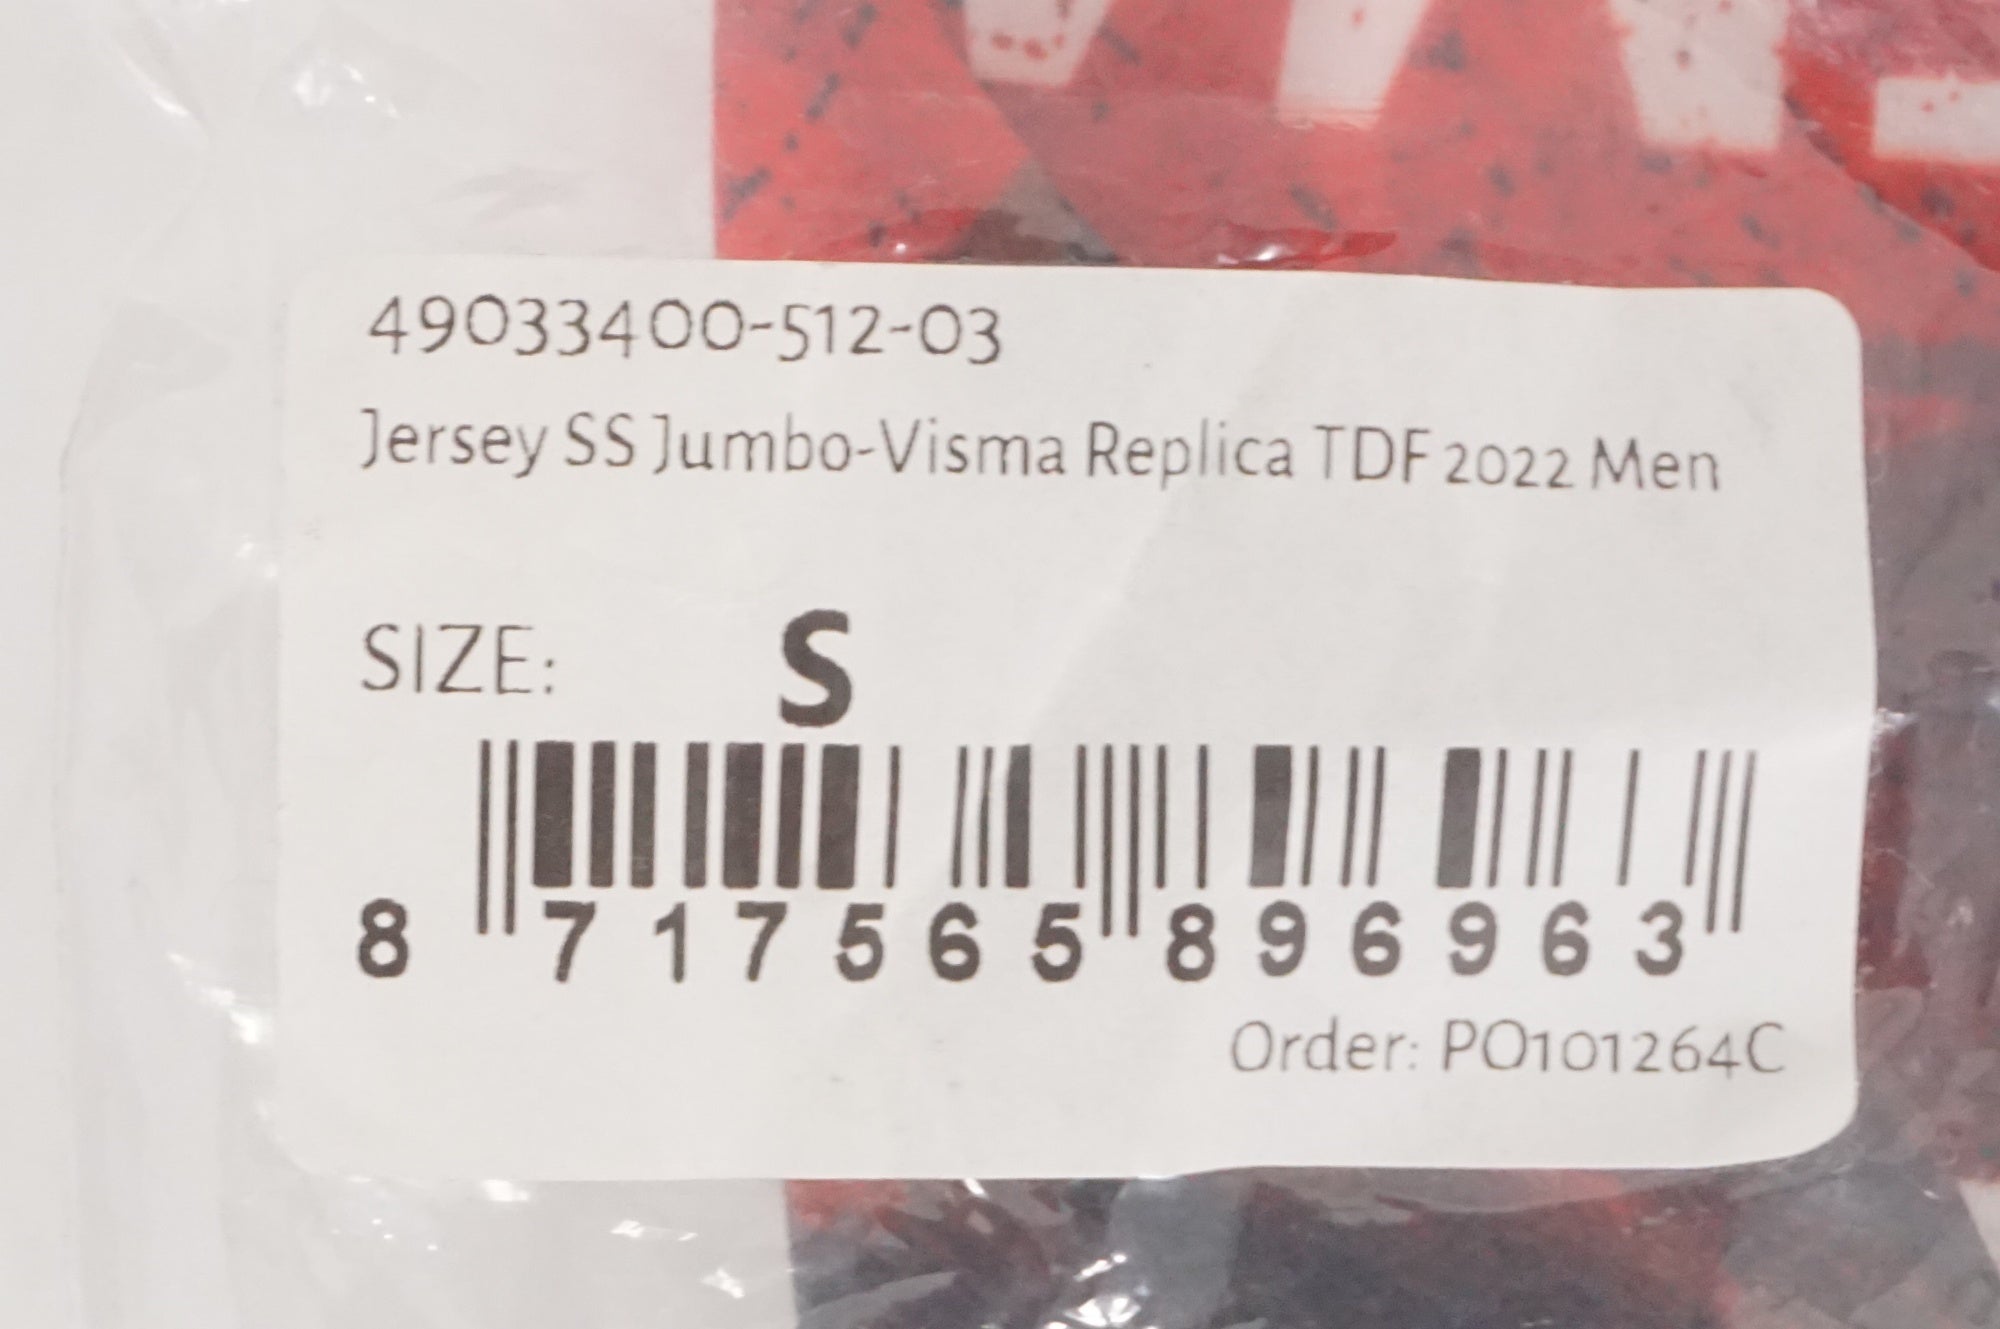 49033400-512-03
Jersey SS Jumbo-Visma Replica TDF 2022 Men
SIZE: S
8 717565 896963
Order: PO101264C